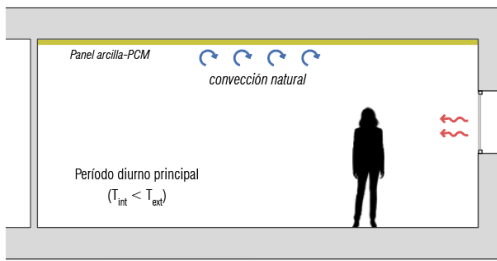 Panel arcilla-PCM
convección natural
Período diurno principal
(Tint < Text)